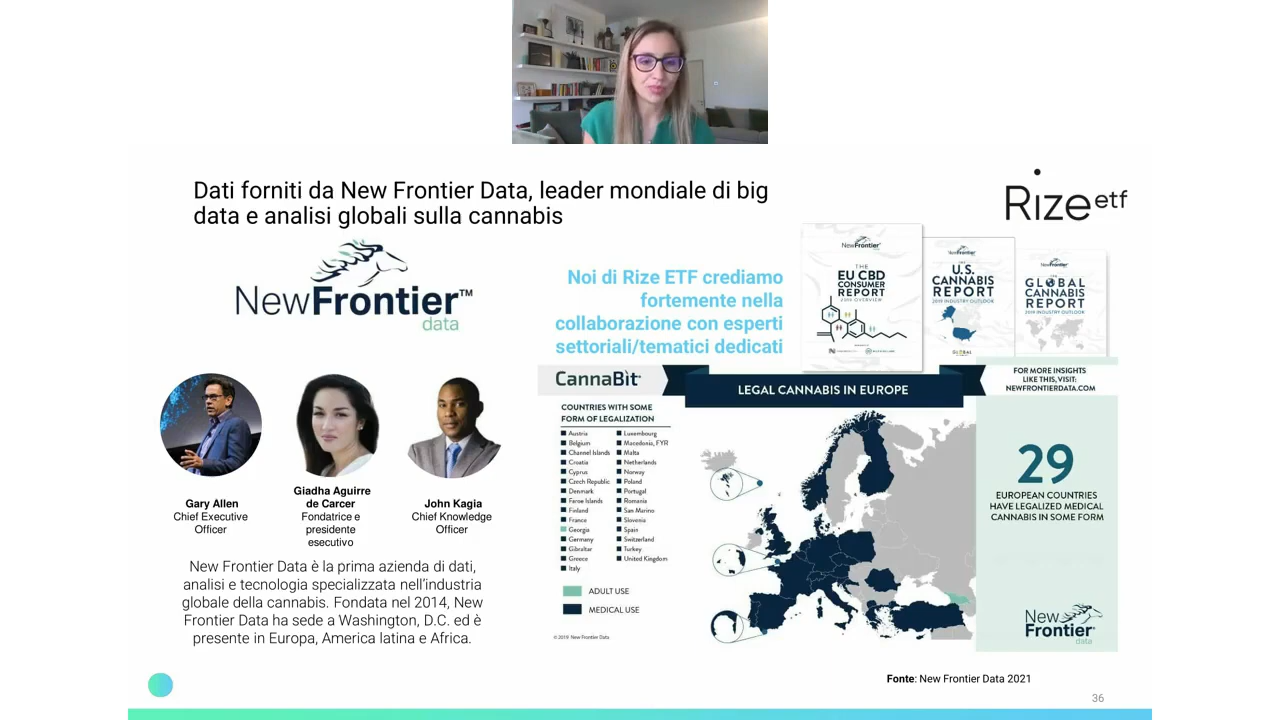 Dati forniti da New Frontier Data, leader mondiale di big
data e analisi globali sulla cannabis
Rize etf
NewFrontier™
data
Noi di Rize ETF crediamo
fortemente nella
collaborazione con esperti
settoriali/tematici dedicati
NewFrontier
THE
EU CBD
CONSUMER
REPORT
2019 OVERVIEW
NewFrontier
THE
U.S.
CANNABIS
REPORT
2019 INDUSTRY OUTLOOK
GLOBAL
NewFrontier
THE
GLOBAL
CANNABIS
REPORT
2019 INDUSTRY OUTLOOK
Gary Allen
Chief Executive
Officer
Giadha Aguirre
de Carcer
Fondatrice e
presidente
esecutivo
John Kagia
Chief Knowledge
Officer
New Frontier Data è la prima azienda di dati,
analisi e tecnologia specializzata nell'industria
globale della cannabis. Fondata nel 2014, New
Frontier Data ha sede a Washington, D.C. ed è
presente in Europa, America latina e Africa.
CannaBit
LEGAL CANNABIS IN EUROPE
FOR MORE INSIGHTS
LIKE THIS, VISIT:
NEWFRONTIERDATA.COM
COUNTRIES WITH SOME
FORM OF LEGALIZATION
Austria
Belgium
Channel Islands
Croatia
Cyprus
Czech Republic
Denmark
Faroe Islands
Finland
France
Georgia
Germany
Gibraltar
Greece
Italy
Luxembourg
Macedonia, FYR
Malta
Netherlands
Norway
Poland
Portugal
Romania
San Marino
Slovenia
Spain
Switzerland
Turkey
United Kingdom
ADULT USE
MEDICAL USE
© 2019 New Frontier Data
29
EUROPEAN COUNTRIES
HAVE LEGALIZED MEDICAL
CANNABIS IN SOME FORM
New
Frontier
data
Fonte: New Frontier Data 2021
36